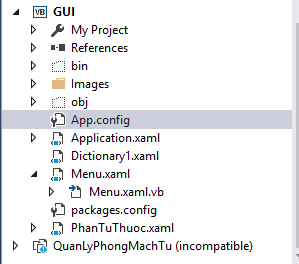 VB GUI
My Project
References
bin
Images
obj
App.config
Application.xaml
Dictionary1.xaml
Menu.xaml
Menu.xaml.vb
packages.config
PhanTuThuoc.xaml
QuanLyPhongMachTu (incompatible)